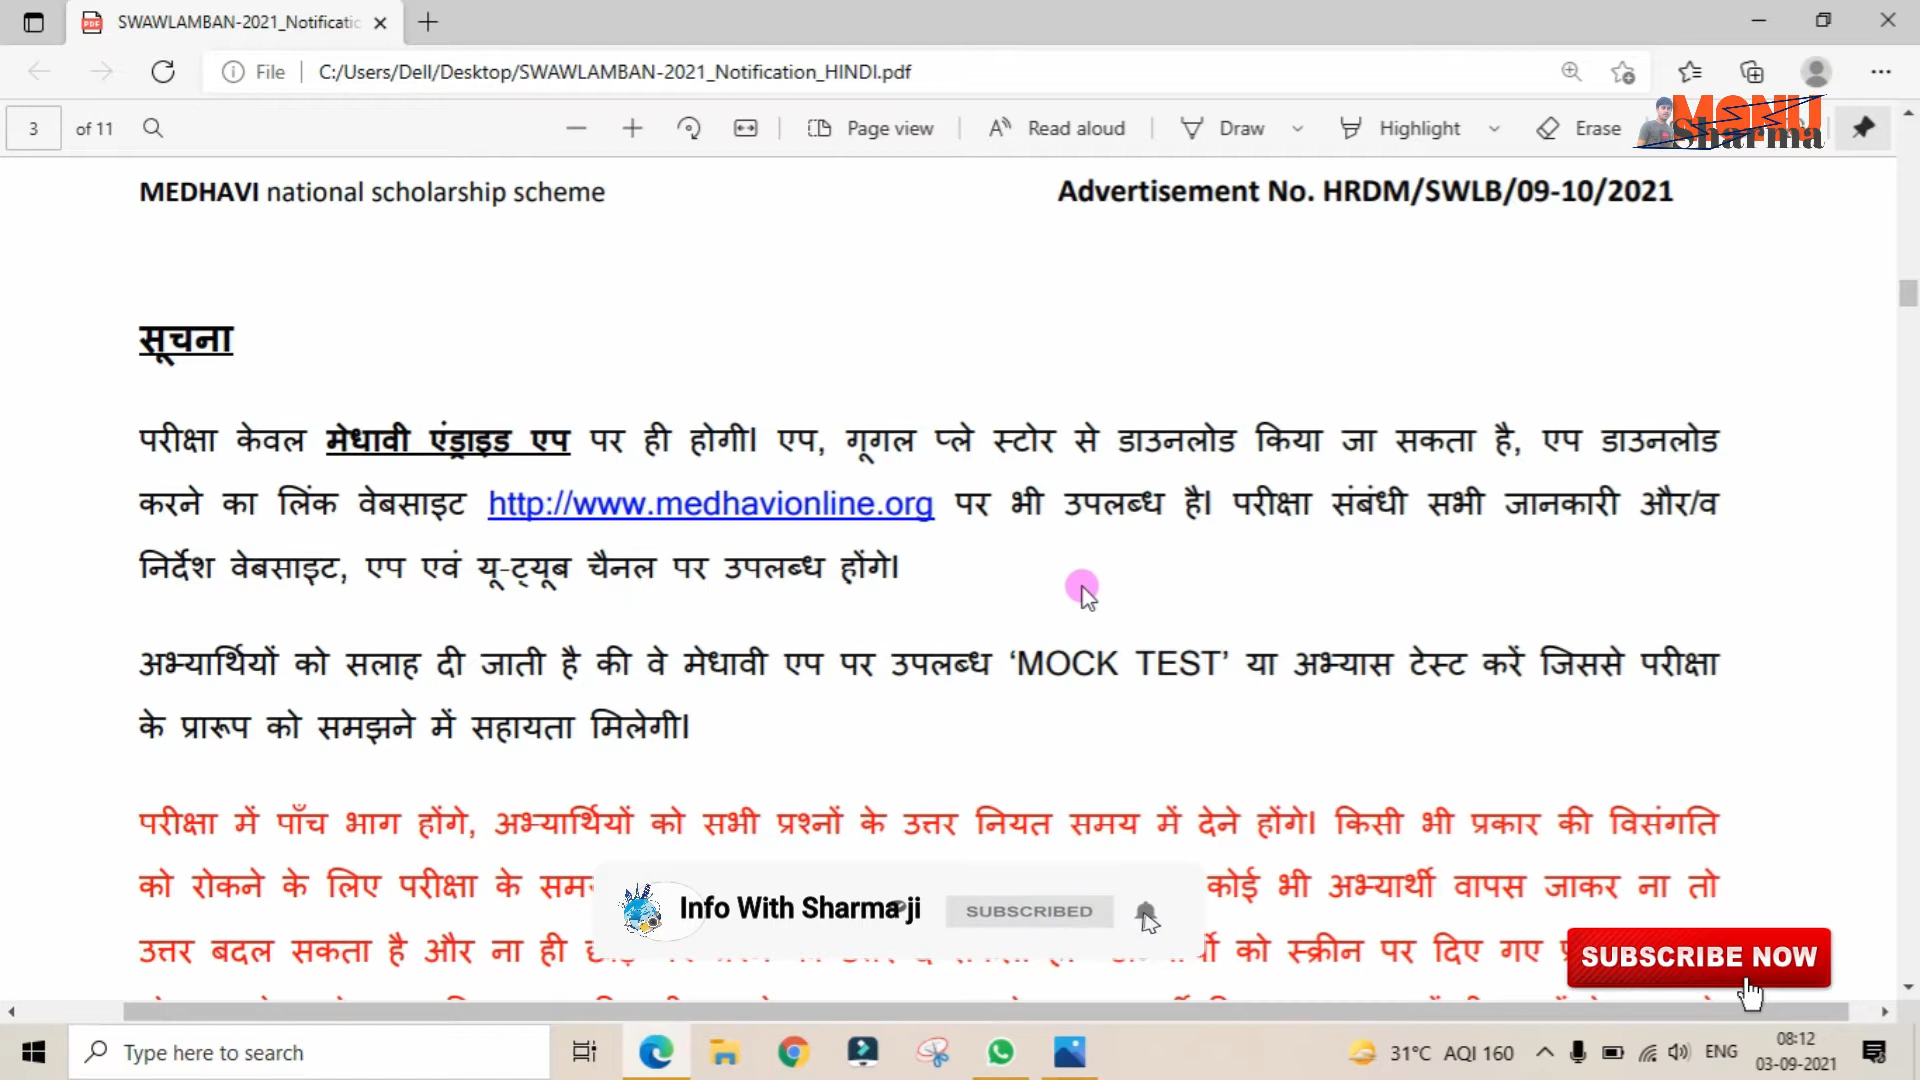 SWAWLAMBAN-2021_Notificatic
File C:/Users/Dell/Desktop/SWAWLAMBAN-2021_Notification_HINDI.pdf
3 of 11 Page view Read aloud Draw Highlight Erase
MONU
Sharma
MEDHAVI national scholarship scheme Advertisement No. HRDM/SWLB/09-10/2021
सूचना
परीक्षा केवल मेधावी एंड्राइड एप पर ही होगी। एप, गूगल प्ले स्टोर से डाउनलोड किया जा सकता है, एप डाउनलोड
करने का लिंक वेबसाइट http://www.medhavionline.org पर भी उपलब्ध है। परीक्षा संबंधी सभी जानकारी और/व
निर्देश वेबसाइट, एप एवं यू-ट्यूब चैनल पर उपलब्ध होंगे।
अभ्यार्थियों को सलाह दी जाती है की वे मेधावी एप पर उपलब्ध ‘MOCK TEST’ या अभ्यास टेस्ट करें जिससे परीक्षा
के प्रारूप को समझने में सहायता मिलेगी।
परीक्षा में पाँच भाग होंगे, अभ्यार्थियों को सभी प्रश्नों के उत्तर नियत समय में देने होंगे। किसी भी प्रकार की विसंगति
को रोकने के लिए परीक्षा के कोई भी अभ्यार्थी वापस जाकर ना तो
उत्तर बदल सकता है और ना ही को स्क्रीन पर दिए गए
Info With Sharma ji SUBSCRIBED
SUBSCRIBE NOW
Type here to search 31°C AQI 160 ENG 08:12
03-09-2021